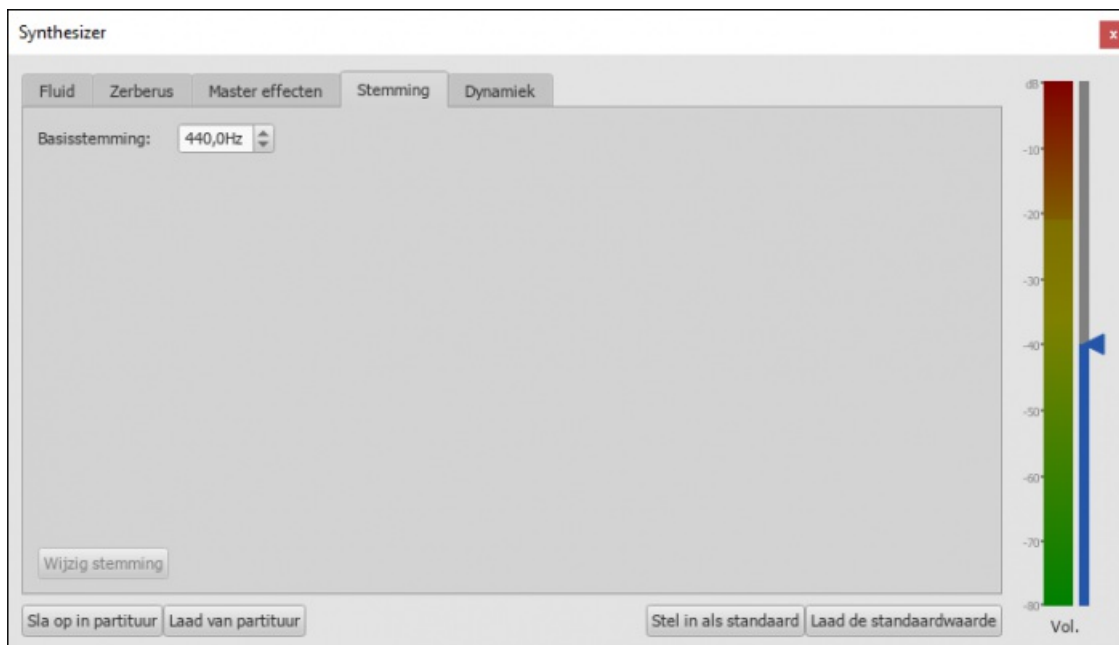 Synthesizer
x
Fluid Zerberus Master effecten Stemming Dynamiek
Basisstemming: 440,0Hz
Wijzig stemming
Sla op in partituur Laad van partituur Stel in als standaard Laad de standaardwaarde
dB
-10
-20
-30
-40
-50
-60
-70
-80
Vol.